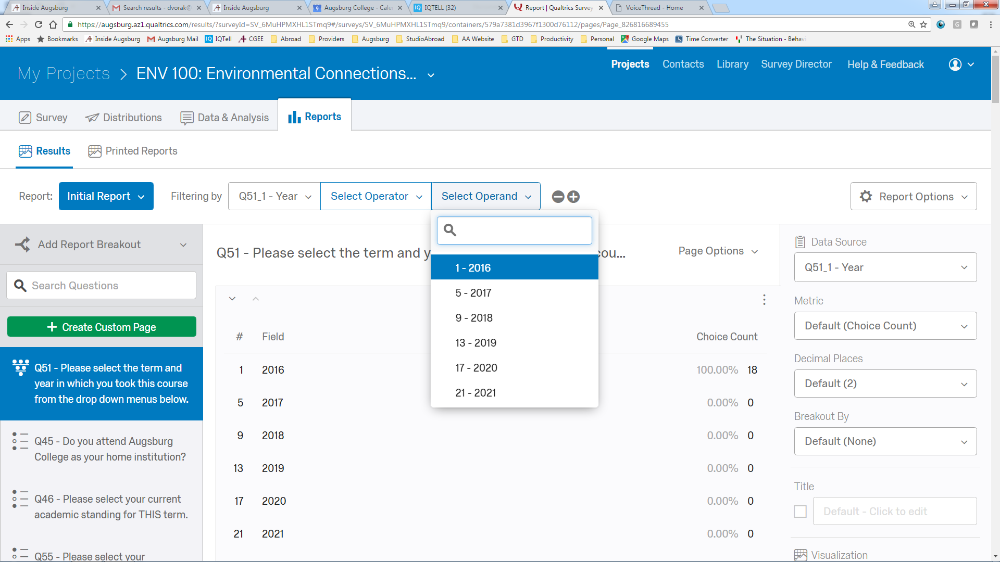 Inside Augsburg
Search results - dvorak@
Inside Augsburg
Augsburg College - Cale
IQTELL (32)
Report | Qualtrics Survey
VoiceThread - Home
https://augsburg.az1.qualtrics.com/results/?surveyId=SV_6MuHPMXHL1STmq9#/surveys/SV_6MuHPMXHL1STmq9/containers/579a7381d3967f1300d76112/pages/Page_826816689455
Apps
Bookmarks
Inside Augsburg
Augsburg Mail
IQTell
CGEE
Abroad
Providers
Augsburg
StudioAbroad
AA Website
GTD
Productivity
Personal
Google Maps
Time Converter
The Situation - Behavi
My Projects > ENV 100: Environmental Connections...
Projects
Contacts
Library
Survey Director
Help & Feedback
Survey
Distributions
Data & Analysis
Reports
Results
Printed Reports
Report:
Initial Report
Filtering by
Q51_1 - Year
Select Operator
Select Operand
Report Options
1 - 2016
5 - 2017
9 - 2018
13 - 2019
17 - 2020
21 - 2021
Add Report Breakout
Search Questions
+ Create Custom Page
Q51 - Please select the term and
year in which you took this course
from the drop down menus below.
Q45 - Do you attend Augsburg
College as your home institution?
Q46 - Please select your current
academic standing for THIS term.
Q55 - Please select your
Q51 - Please select the term and y
cou...
Page Options
# Field Choice Count
1 2016 100.00% 18
5 2017 0.00% 0
9 2018 0.00% 0
13 2019 0.00% 0
17 2020 0.00% 0
21 2021 0.00% 0
Data Source
Q51_1 - Year
Metric
Default (Choice Count)
Decimal Places
Default (2)
Breakout By
Default (None)
Title
Default - Click to edit
Visualization